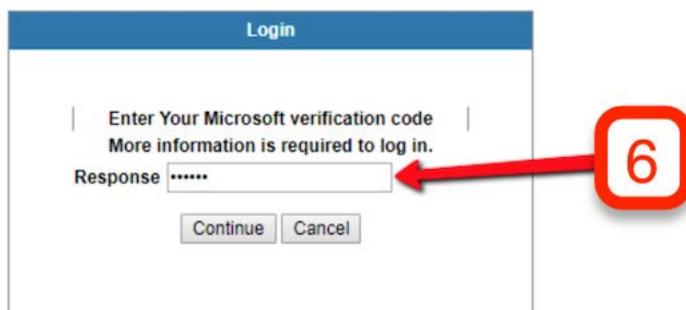 Login
Enter Your Microsoft verification code
More information is required to log in.
Response ••••••
6
Continue Cancel